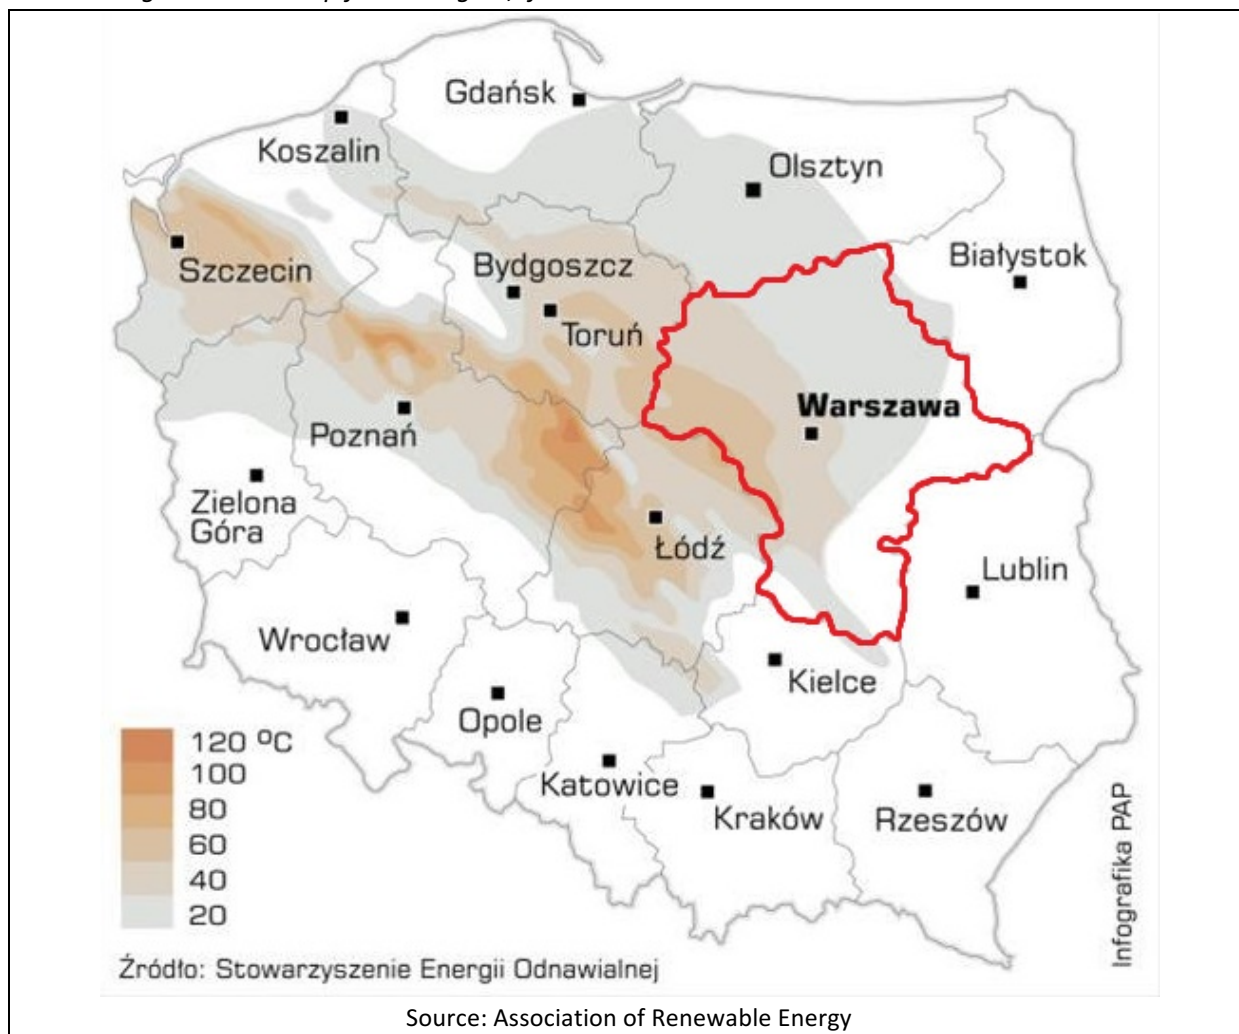 Gdańsk
Koszalin
Olsztyn
Białystok
Szczecin
Bydgoszcz
Toruń
Warszawa
Poznań
Zielona
Góra
Łódź
Lublin
Wrocław
Kielce
Opole
Katowice
Kraków
Rzeszów
120 ºC
100
80
60
40
20
Infografika PAP
Źródło: Stowarzyszenie Energii Odnawialnej
Source: Association of Renewable Energy